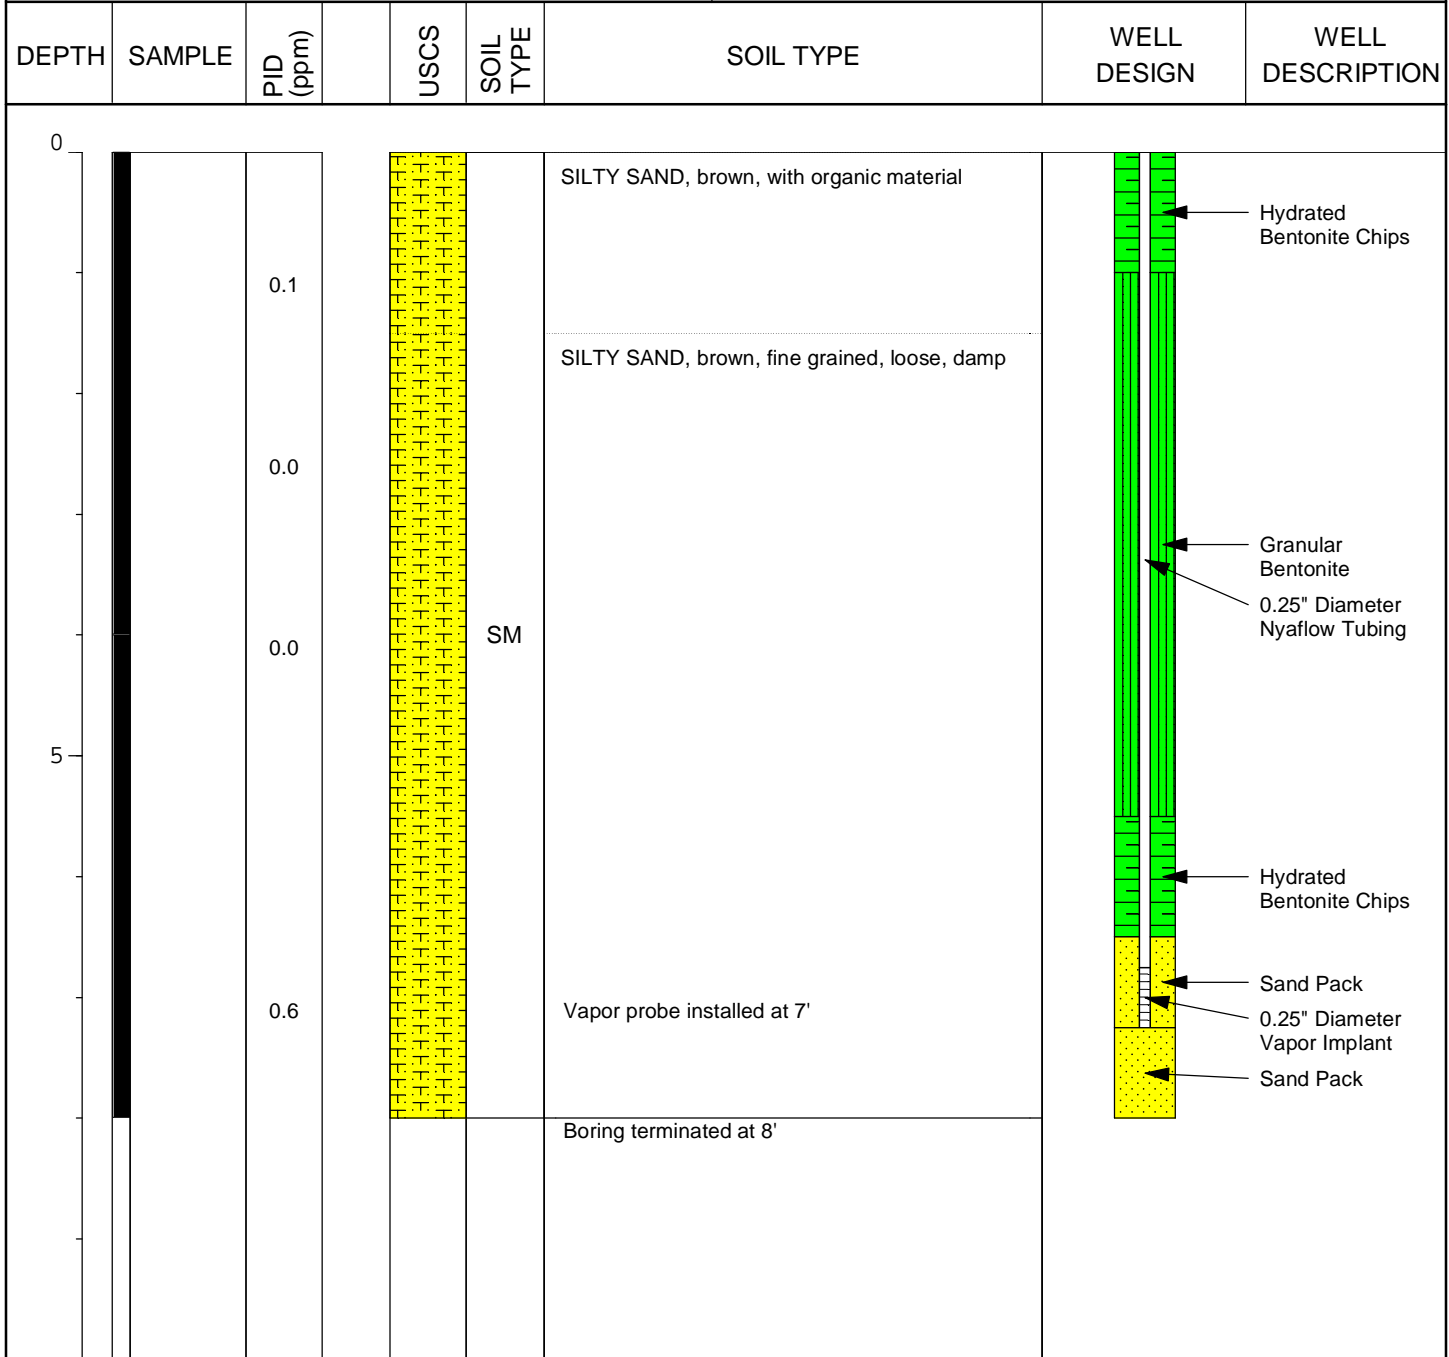 DEPTH
SAMPLE
PID
(ppm)
USCS
SOIL
TYPE
SOIL TYPE
WELL
DESIGN
WELL
DESCRIPTION
0
SILTY SAND, brown, with organic material
Hydrated
Bentonite Chips
0.1
SILTY SAND, brown, fine grained, loose, damp
0.0
Granular
Bentonite
0.25" Diameter
Nyaflow Tubing
SM
0.0
5
Hydrated
Bentonite Chips
Sand Pack
0.6
Vapor probe installed at 7'
0.25" Diameter
Vapor Implant
Sand Pack
Boring terminated at 8'